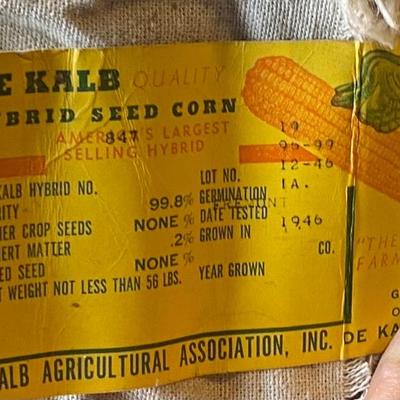 E KALB QUALITY
BRID SEED CORN
AMERICA'S LARGEST
847
SELLING HYBRID
KALB HYBRID NO.
RITY 99.8%
ER CROP SEEDS NONE %
ERT MATTER .2%
ED SEED NONE %
T WEIGHT NOT LESS THAN 56 LBS.
19
LOT NO. 95-99
GERMINATION 12-46
DATE TESTED IA.
GROWN IN 1946
CO.
YEAR GROWN
"THE
FARM
ALB AGRICULTURAL ASSOCIATION, INC. DE KA